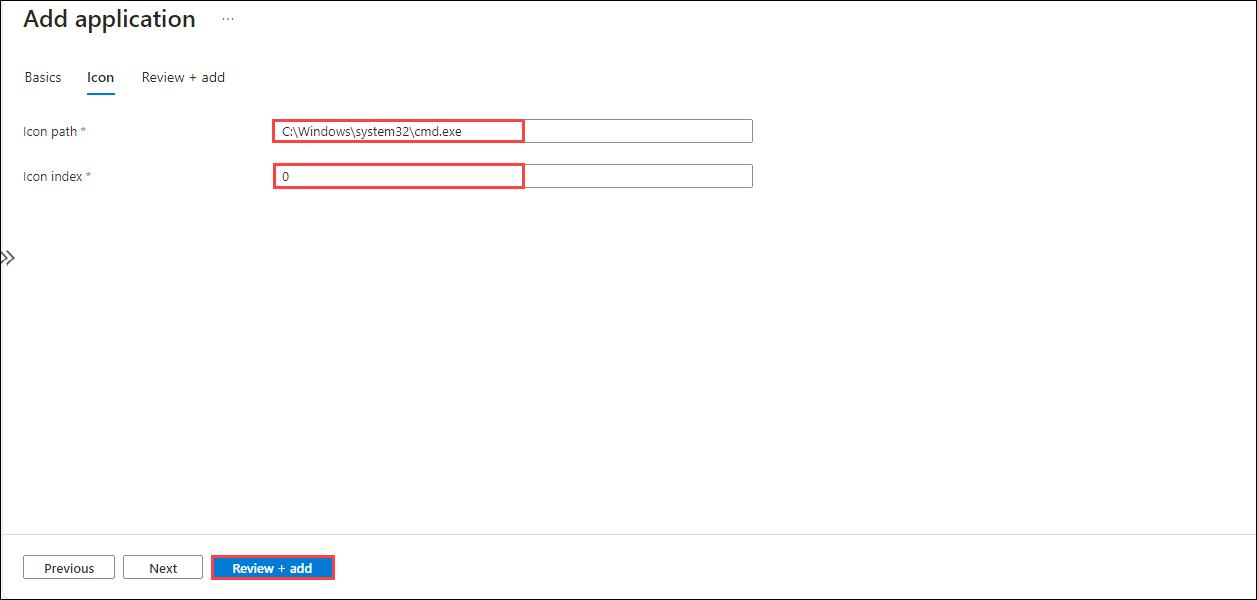 Add application ...
Basics Icon Review + add
Icon path * C:\Windows\system32\cmd.exe
Icon index * 0
Previous Next Review + add